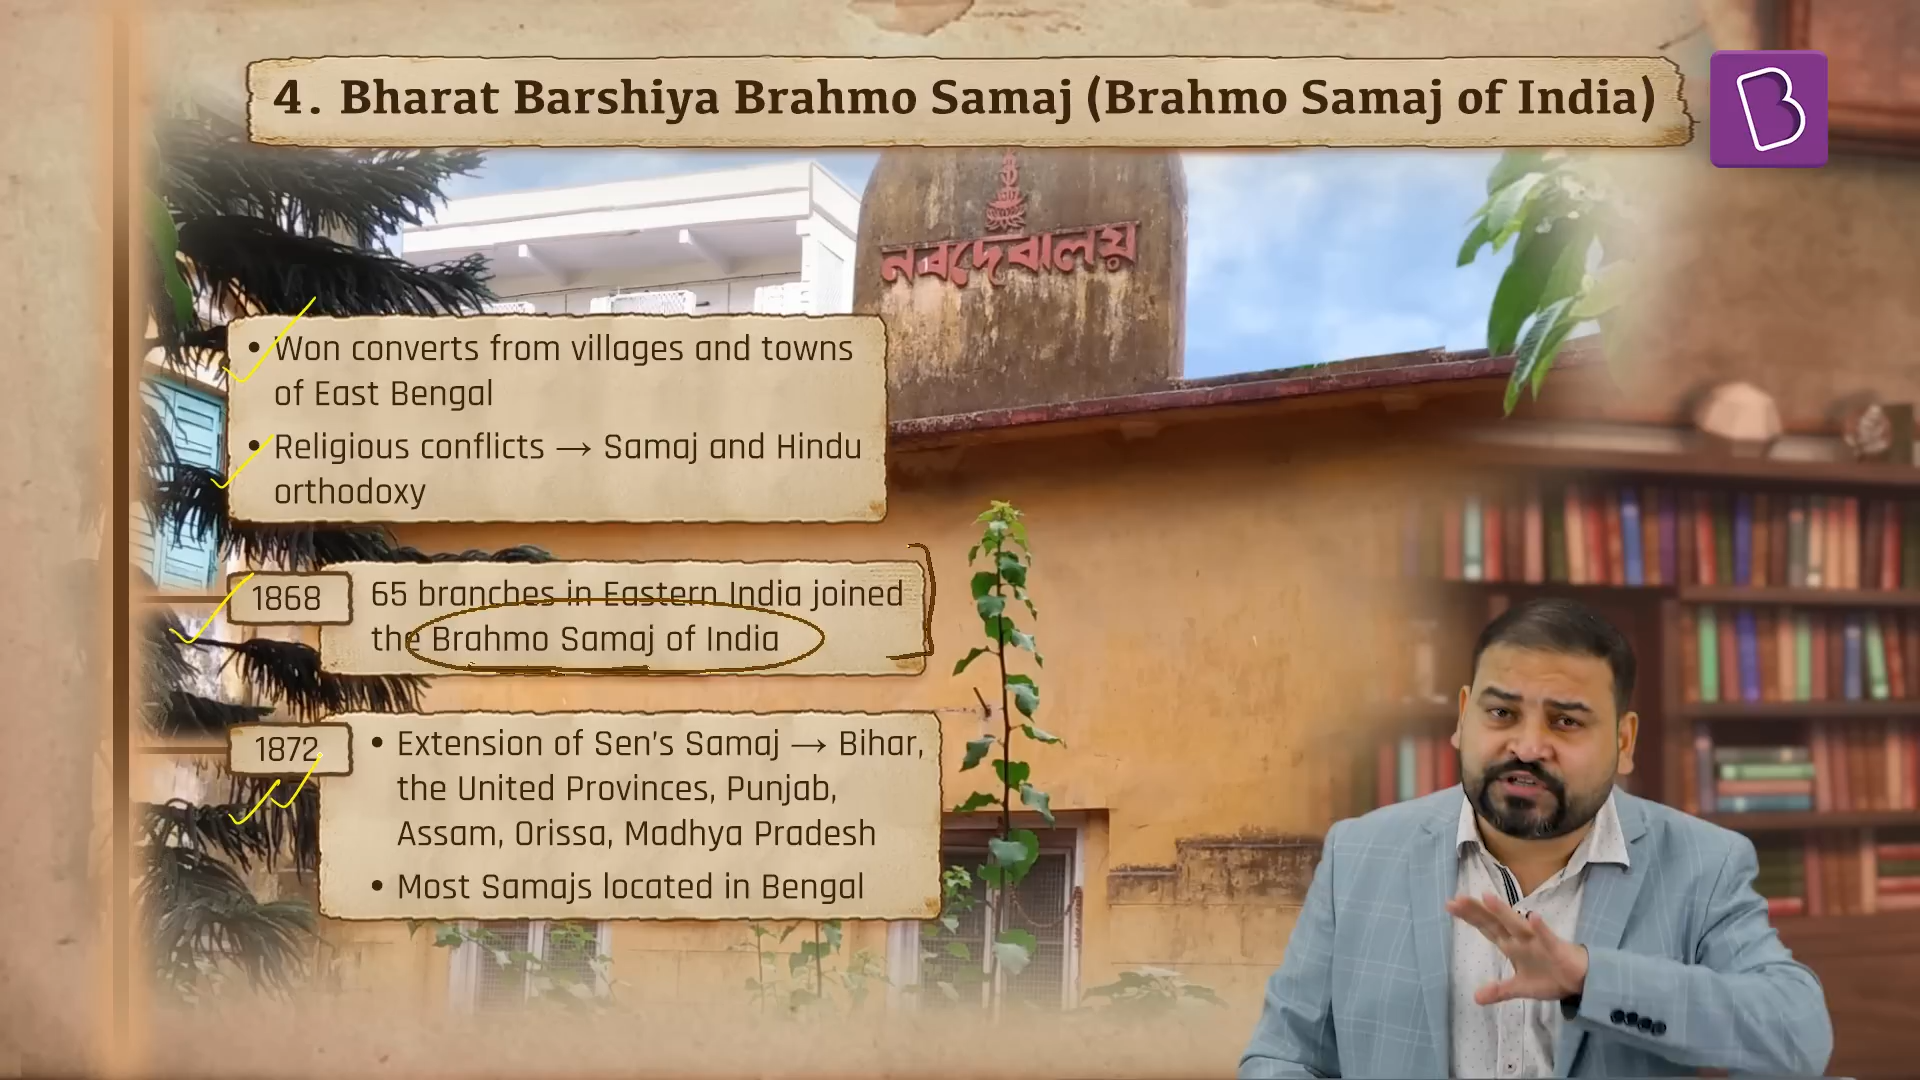 4. Bharat Barshiya Brahmo Samaj (Brahmo Samaj of India)
নবদেবালয়
• Won converts from villages and towns
of East Bengal
• Religious conflicts → Samaj and Hindu
orthodoxy
1868
65 branches in Eastern India joined
the Brahmo Samaj of India
1872
• Extension of Sen's Samaj → Bihar,
the United Provinces, Punjab,
Assam, Orissa, Madhya Pradesh
• Most Samajs located in Bengal